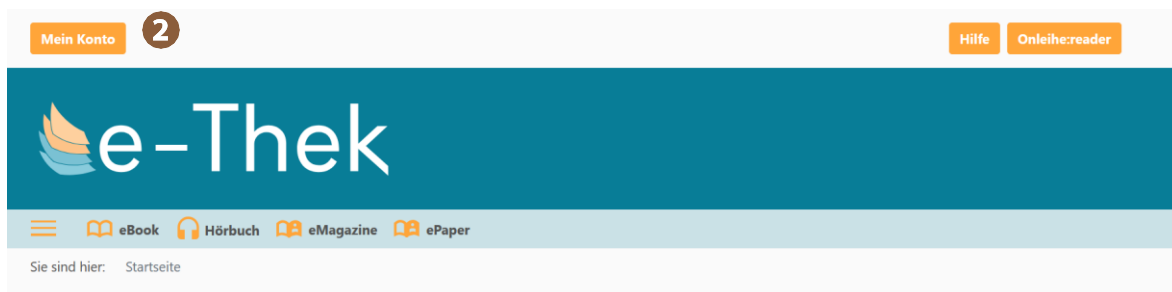 Mein Konto 2 Hilfe Onleihe:reader
e-Thek
eBook Hörbuch eMagazine ePaper
Sie sind hier: Startseite